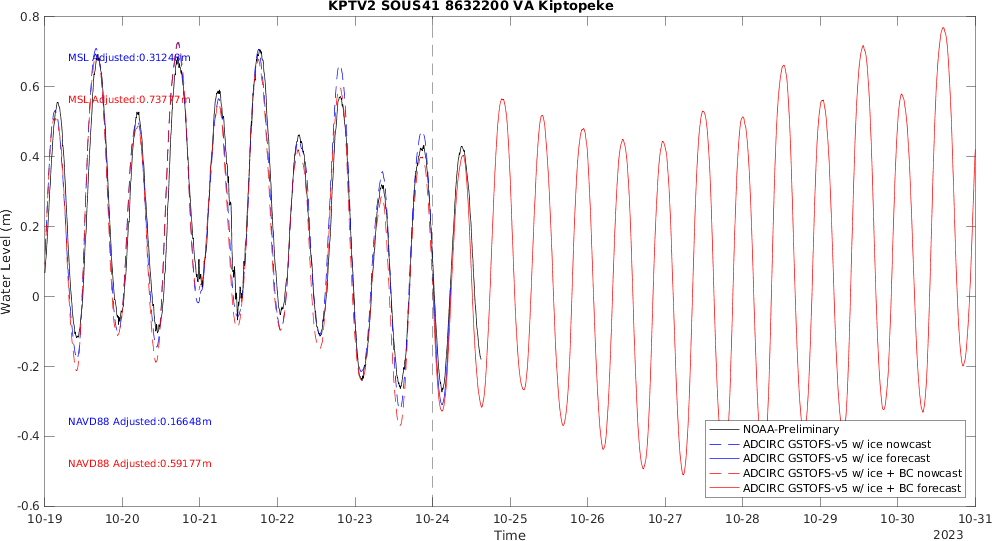 KPTV2 SOUS41 8632200 VA Kiptopeke
0.8
0.6
0.4
0.2
0
-0.2
-0.4
-0.6
Water Level (m)
MSL Adjusted:0.31248m
MSL Adjusted:0.73777m
NAVD88 Adjusted:0.16648m
NAVD88 Adjusted:0.59177m
NOAA-Preliminary
ADCIRC GSTOFS-v5 w/ ice nowcast
ADCIRC GSTOFS-v5 w/ ice forecast
ADCIRC GSTOFS-v5 w/ ice + BC nowcast
ADCIRC GSTOFS-v5 w/ ice + BC forecast
10-19 10-20 10-21 10-22 10-23 10-24 10-25 10-26 10-27 10-28 10-29 10-30 10-31
Time
2023